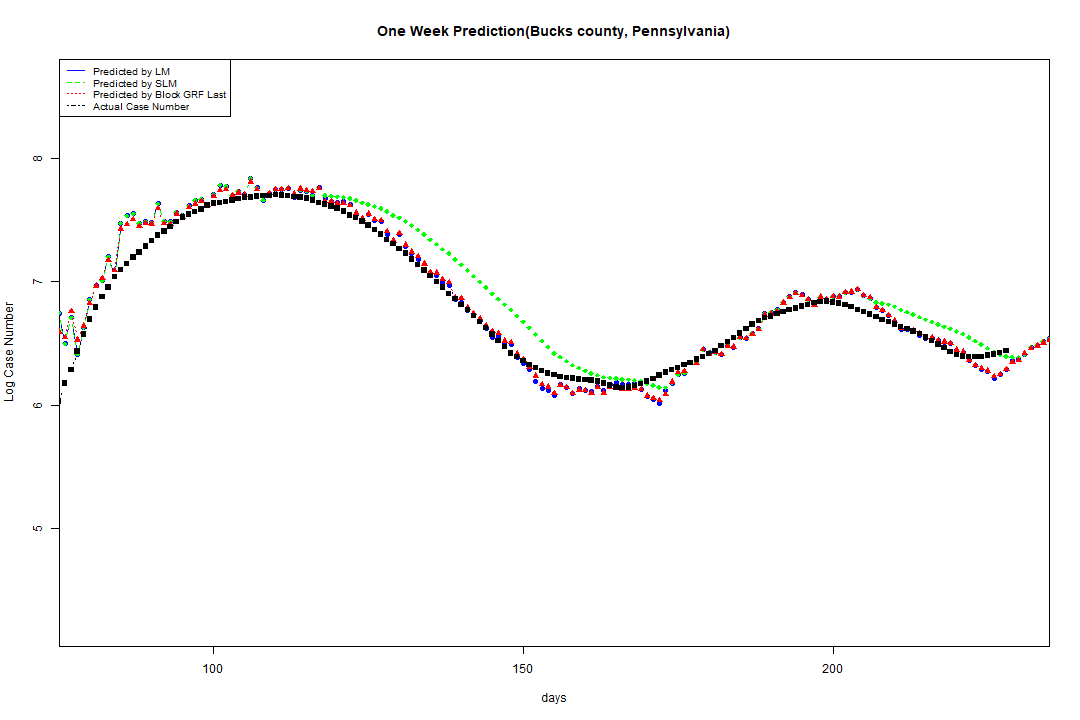 One Week Prediction(Bucks county, Pennsylvania)
Predicted by LM
Predicted by SLM
Predicted by Block GRF Last
Actual Case Number
8
7
6
5
Log Case Number
100 150 200
days